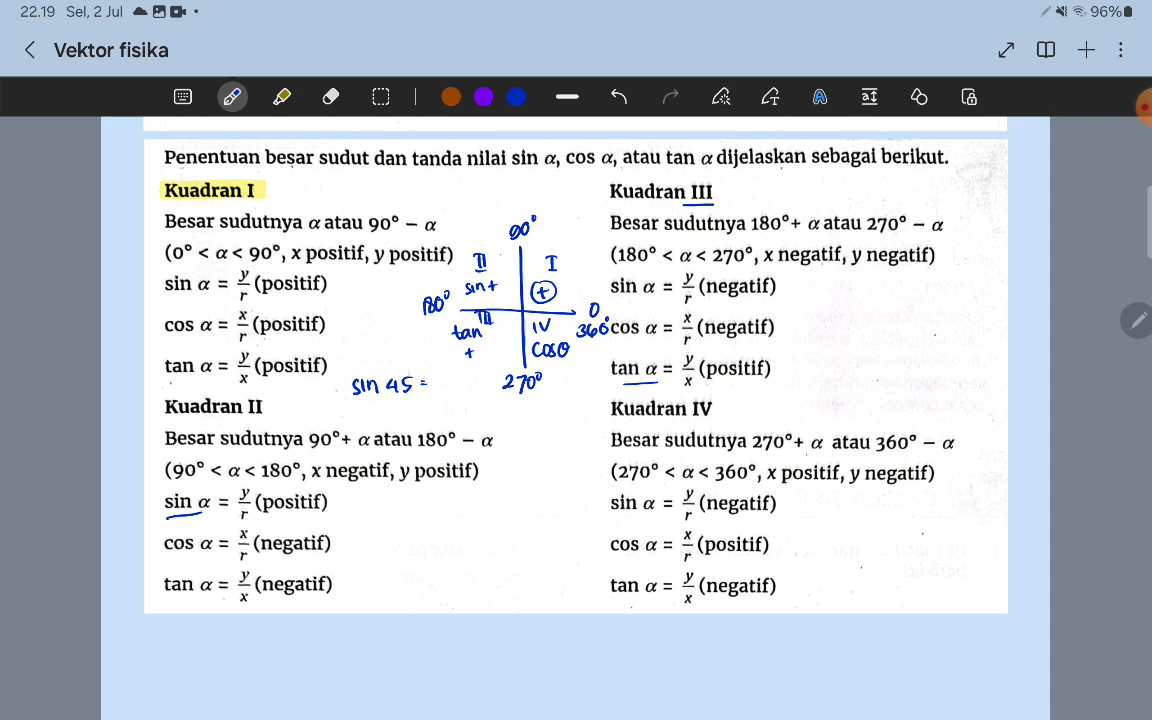 22.19 Sel, 2 Jul
96%
Vektor fisika
Penentuan besar sudut dan tanda nilai sin α, cos α, atau tan α dijelaskan sebagai berikut.
Kuadran I
Besar sudutnya α atau 90° − α
(0° < α < 90°, x positif, y positif)
sin α = y/r (positif)
cos α = x/r (positif)
tan α = y/x (positif)
90°
II
I
sin +
+
180°
0
360°
III
tan
+
IV
cos θ
270°
sin 45 =
Kuadran II
Besar sudutnya 90°+ α atau 180° − α
(90° < α < 180°, x negatif, y positif)
sin α = y/r (positif)
cos α = x/r (negatif)
tan α = y/x (negatif)
Kuadran III
Besar sudutnya 180°+ α atau 270° − α
(180° < α < 270°, x negatif, y negatif)
sin α = y/r (negatif)
cos α = x/r (negatif)
tan α = y/x (positif)
Kuadran IV
Besar sudutnya 270°+ α atau 360° − α
(270° < α < 360°, x positif, y negatif)
sin α = y/r (negatif)
cos α = x/r (positif)
tan α = y/x (negatif)